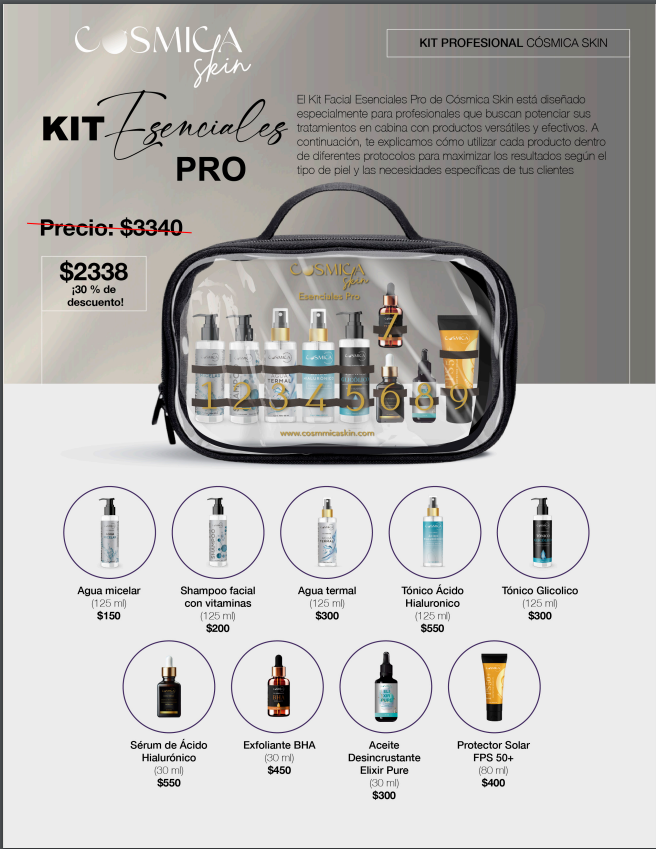 COSMICA
Skin
KIT PROFESIONAL CÓSMICA SKIN
KIT Esenciales
PRO
El Kit Facial Esenciales Pro de Cósmica Skin está diseñado
especialmente para profesionales que buscan potenciar sus
tratamientos en cabina con productos versátiles y efectivos. A
continuación, te explicamos cómo utilizar cada producto dentro
de diferentes protocolos para maximizar los resultados según el
tipo de piel y las necesidades específicas de tus clientes
Precio: $3340
$2338
¡30 % de
descuento!
COSMICA
Skin
Esenciales Pro
1 2 3 4 5 6 7 8 9
TERMAL
www.cosmmicaskin.com
Agua micelar
(125 ml)
$150
Shampoo facial
con vitaminas
(125 ml)
$200
Agua termal
(125 ml)
$300
Tónico Ácido
Hialuronico
(125 ml)
$550
Tónico Glicolico
(125 ml)
$300
Sérum de Ácido
Hialurónico
(30 ml)
$550
Exfoliante BHA
(30 ml)
$450
Aceite
Desincrustante
Elixir Pure
(30 ml)
$300
Protector Solar
FPS 50+
(80 ml)
$400